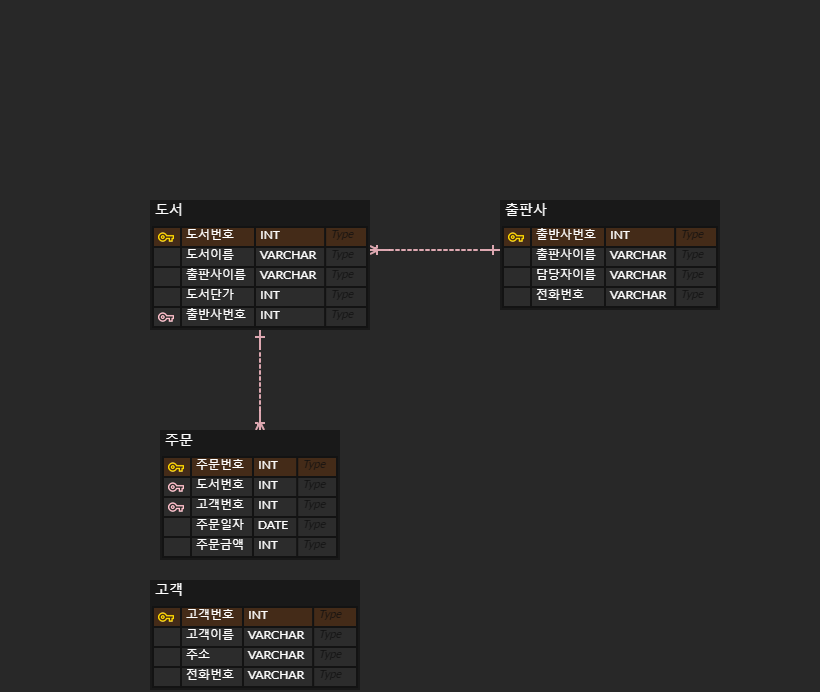 도서
도서번호 INT Type
도서이름 VARCHAR Type
출판사이름 VARCHAR Type
도서단가 INT Type
출반사번호 INT Type
출판사
출반사번호 INT Type
출판사이름 VARCHAR Type
담당자이름 VARCHAR Type
전화번호 VARCHAR Type
주문
주문번호 INT Type
도서번호 INT Type
고객번호 INT Type
주문일자 DATE Type
주문금액 INT Type
고객
고객번호 INT Type
고객이름 VARCHAR Type
주소 VARCHAR Type
전화번호 VARCHAR Type